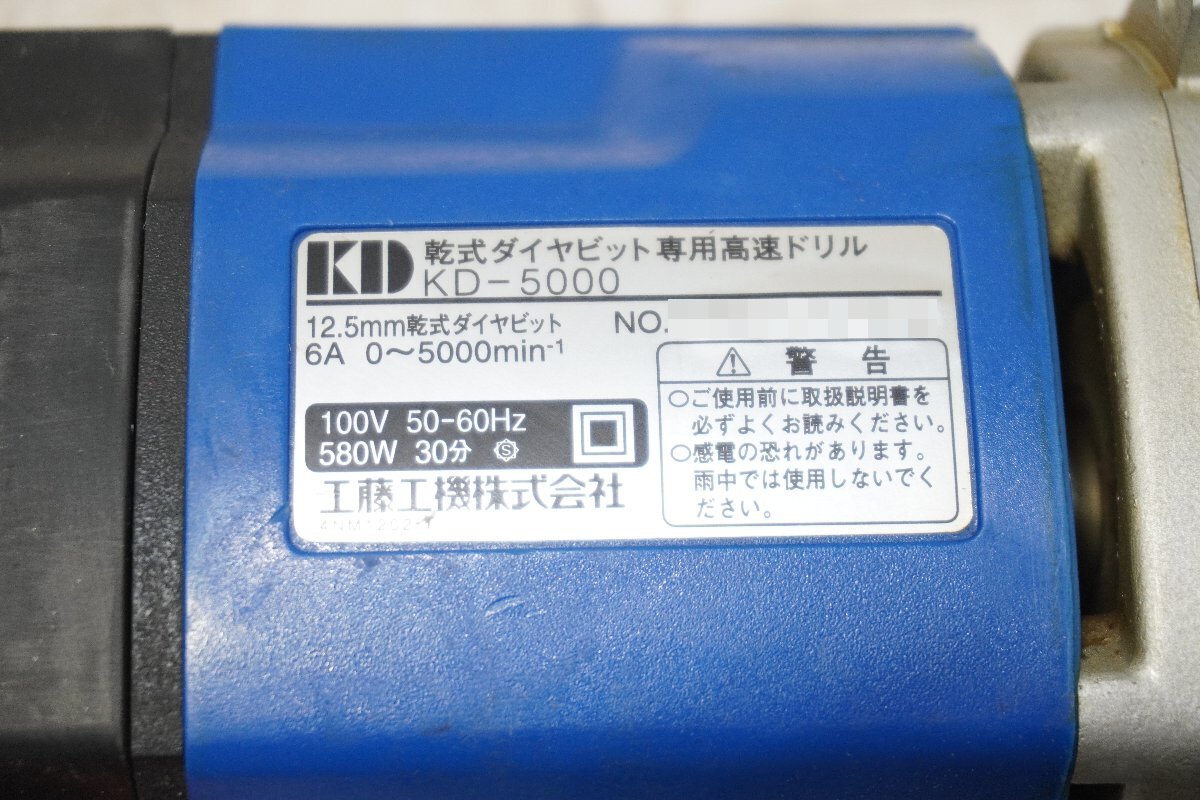 KD 乾式ダイヤビット専用高速ドリル
KD-5000
12.5mm乾式ダイヤビット NO.
6A 0〜5000min-1
100V 50-60Hz
580W 30分 S
工藤工機株式会社
⚠ 警告
○ご使用前に取扱説明書を
必ずよくお読みください。
○感電の恐れがあります。
雨中では使用しないでく
ださい。